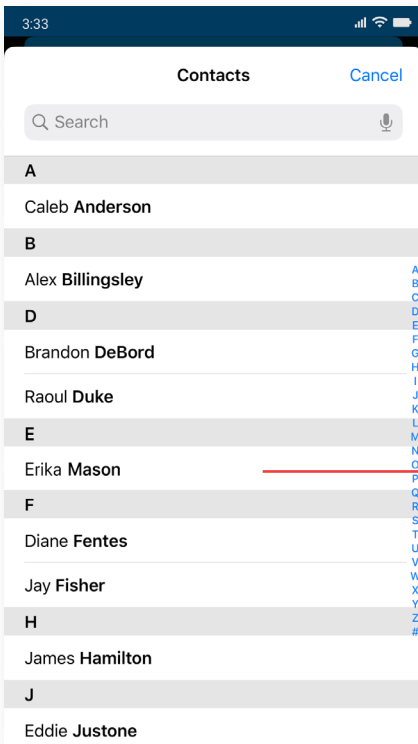 3:33
Contacts Cancel
Search
A
Caleb Anderson
B
Alex Billingsley
D
Brandon DeBord
Raoul Duke
E
Erika Mason
F
Diane Fentes
Jay Fisher
H
James Hamilton
J
Eddie Justone
A
B
C
D
E
F
G
H
I
J
K
L
M
N
O
P
Q
R
S
T
U
V
W
X
Y
Z
#